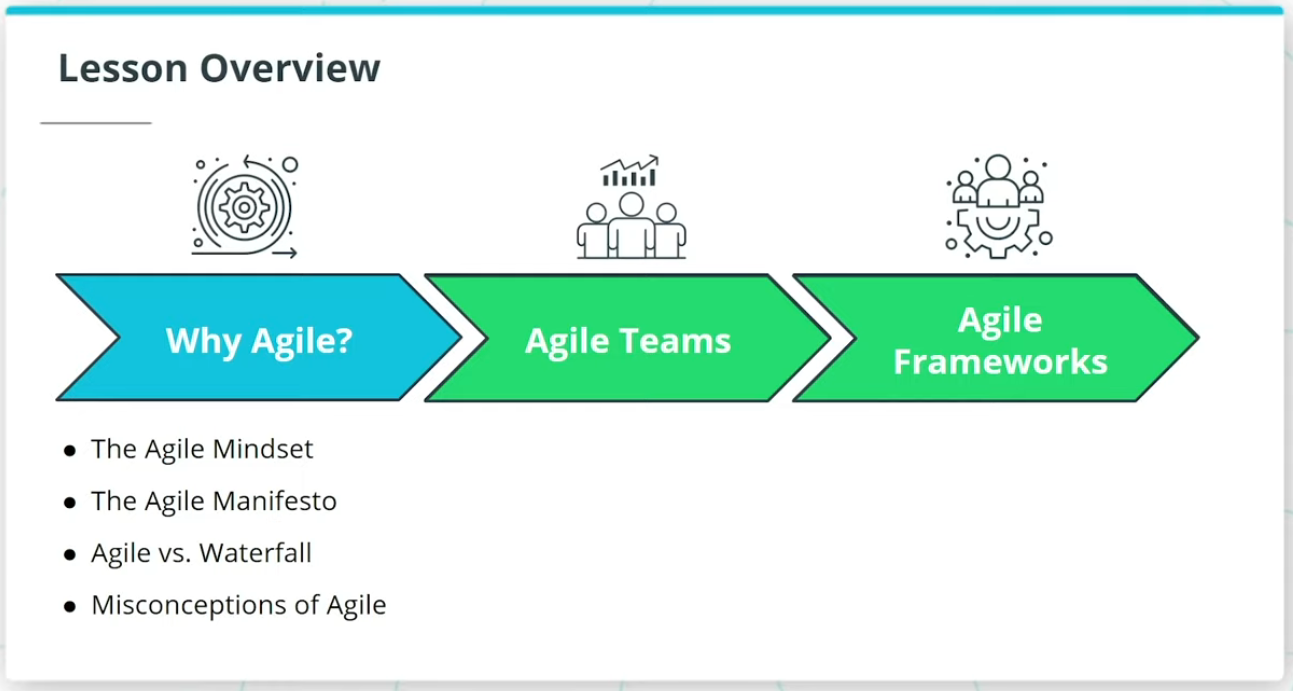 Lesson Overview
Why Agile?
Agile Teams
Agile
Frameworks
● The Agile Mindset
● The Agile Manifesto
● Agile vs. Waterfall
● Misconceptions of Agile